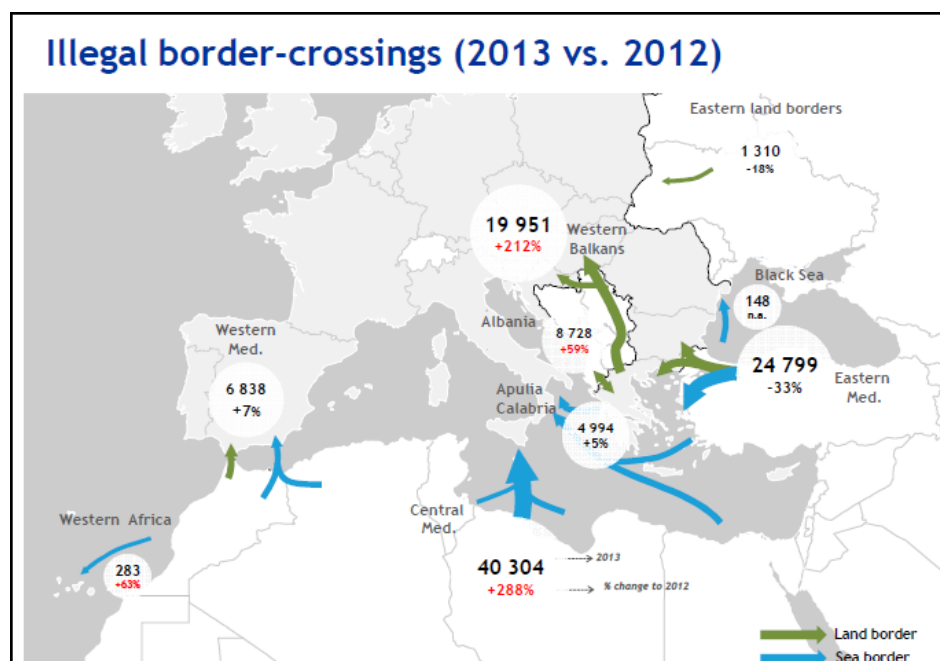 Illegal border-crossings (2013 vs. 2012)
Eastern land borders
1 310
-18%
19 951
+212%
Western
Balkans
Black Sea
148
n.a.
Albania
8 728
+59%
Western
Med.
6 838
+7%
24 799
-33%
Eastern
Med.
Apulia
Calabria
4 994
+5%
Western Africa
283
+63%
Central
Med.
40 304
+288%
2013
% change to 2012
Land border
Sea border